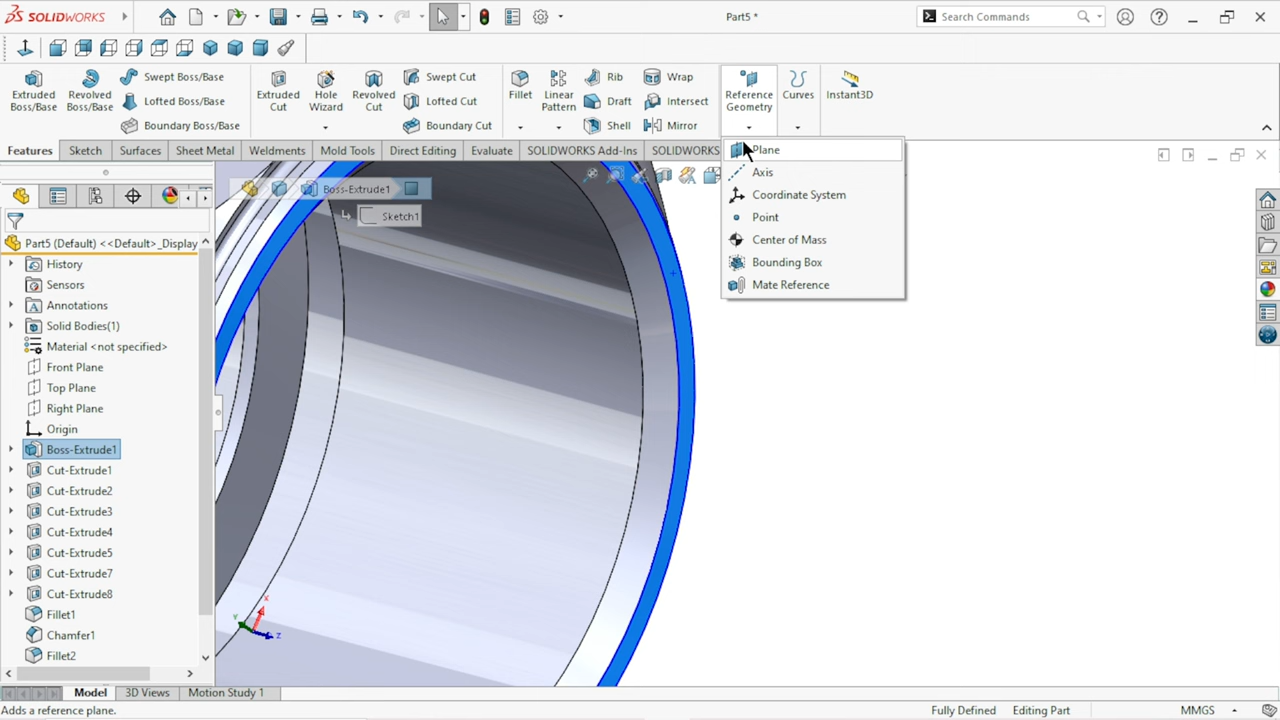 SOLIDWORKS
Part5 *
Search Commands
Extruded Boss/Base
Revolved Boss/Base
Swept Boss/Base
Lofted Boss/Base
Boundary Boss/Base
Extruded Cut
Hole Wizard
Revolved Cut
Swept Cut
Lofted Cut
Boundary Cut
Fillet
Linear Pattern
Rib
Draft
Shell
Wrap
Intersect
Mirror
Reference Geometry
Curves
Instant3D
Features
Sketch
Surfaces
Sheet Metal
Weldments
Mold Tools
Direct Editing
Evaluate
SOLIDWORKS Add-Ins
SOLIDWORKS
Plane
Axis
Coordinate System
Point
Center of Mass
Bounding Box
Mate Reference
Boss-Extrude1
Sketch1
Part5 (Default) <<Default>_Display
History
Sensors
Annotations
Solid Bodies(1)
Material <not specified>
Front Plane
Top Plane
Right Plane
Origin
Boss-Extrude1
Cut-Extrude1
Cut-Extrude2
Cut-Extrude3
Cut-Extrude4
Cut-Extrude5
Cut-Extrude7
Cut-Extrude8
Fillet1
Chamfer1
Fillet2
X
Y
Z
Model
3D Views
Motion Study 1
Adds a reference plane.
Fully Defined
Editing Part
MMGS